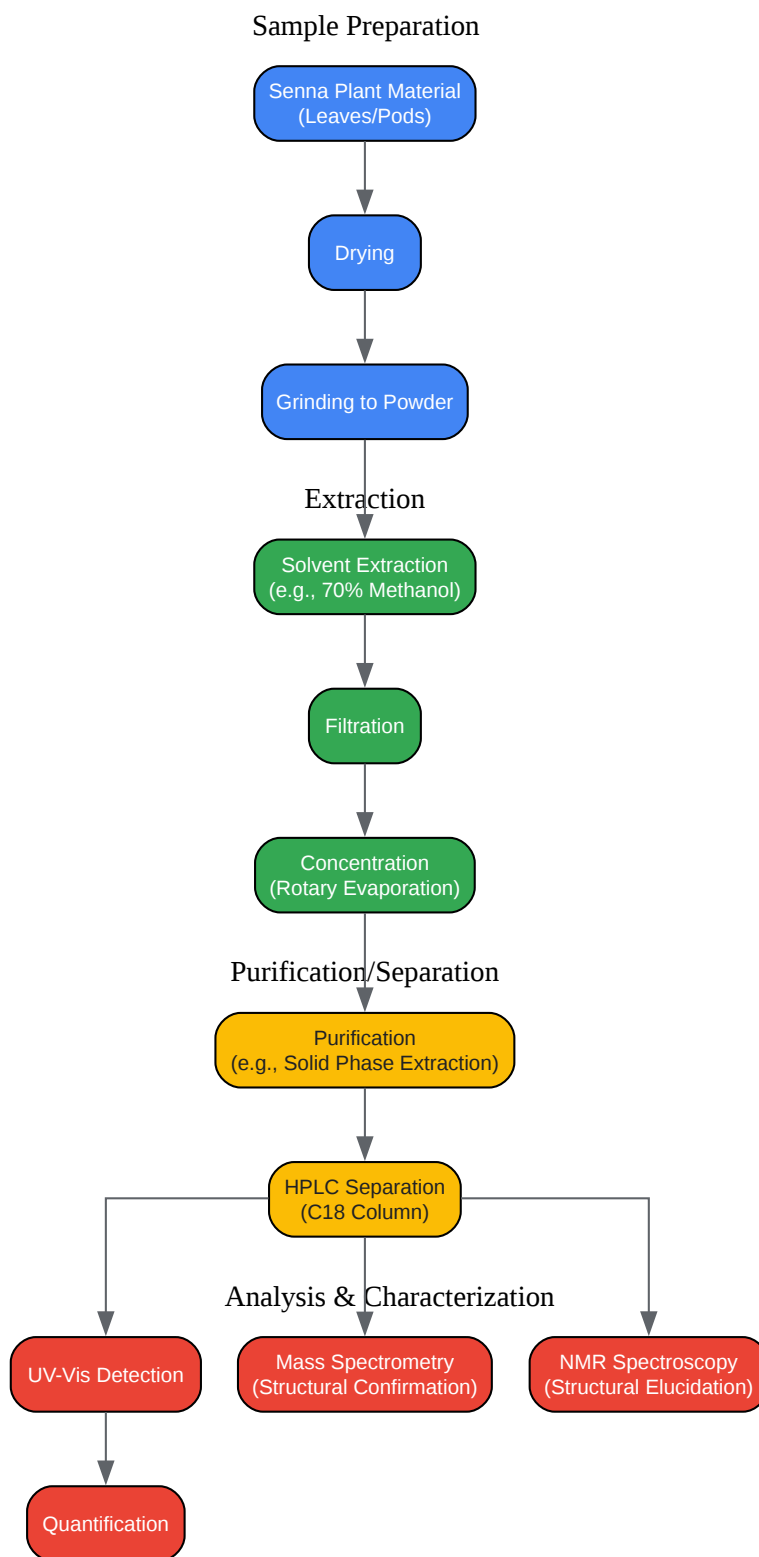 Sample Preparation
Senna Plant Material
(Leaves/Pods)
Drying
Grinding to Powder
Extraction
Solvent Extraction
(e.g., 70% Methanol)
Filtration
Concentration
(Rotary Evaporation)
Purification/Separation
Purification
(e.g., Solid Phase Extraction)
HPLC Separation
(C18 Column)
Analysis & Characterization
UV-Vis Detection
Mass Spectrometry
(Structural Confirmation)
NMR Spectroscopy
(Structural Elucidation)
Quantification